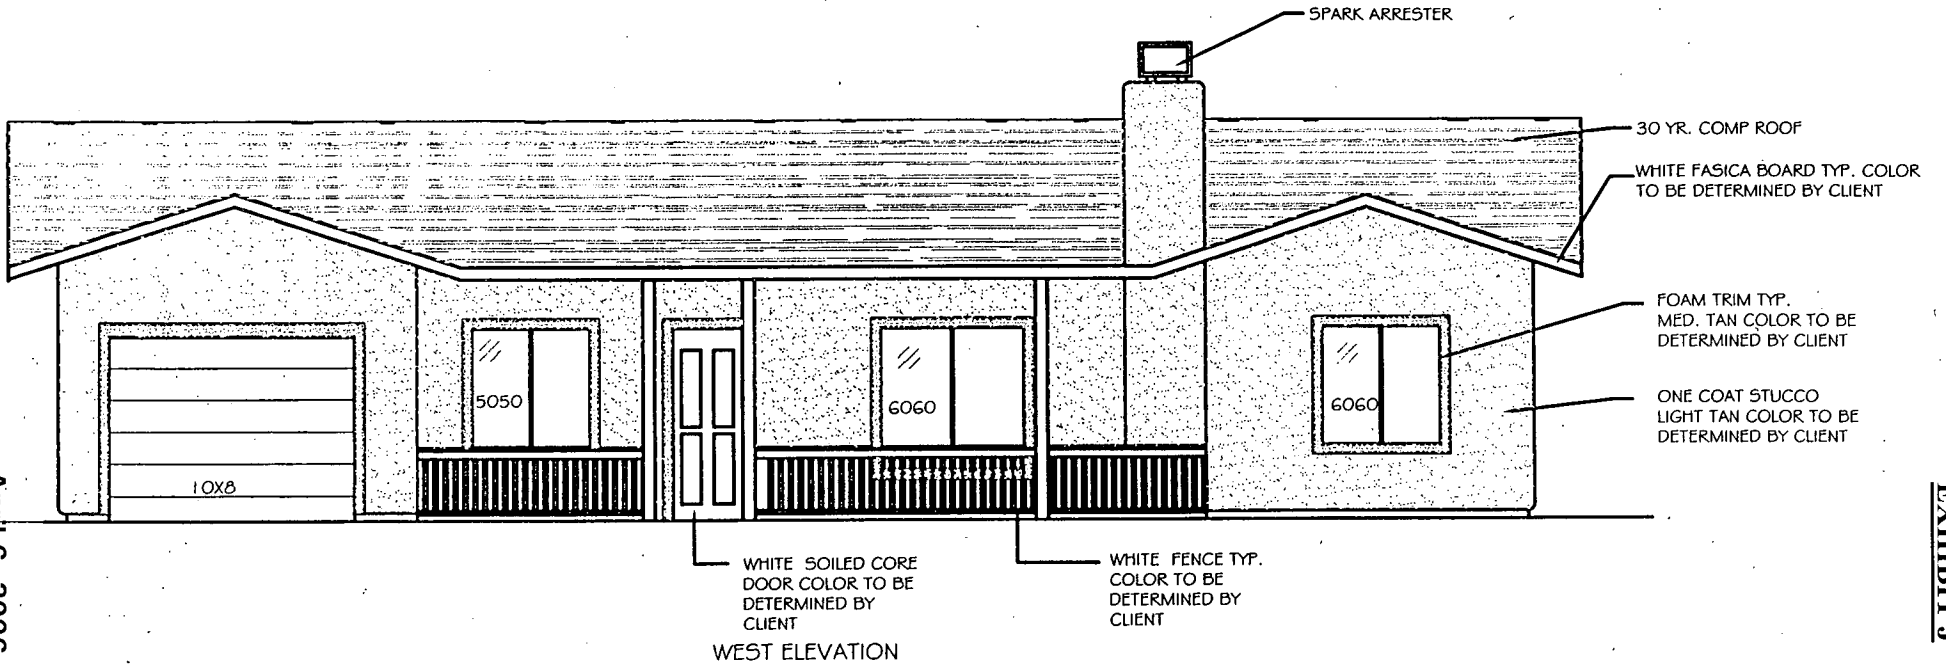 SPARK ARRESTER
30 YR. COMP ROOF
WHITE FASICA BOARD TYP. COLOR
TO BE DETERMINED BY CLIENT
FOAM TRIM TYP.
MED. TAN COLOR TO BE
DETERMINED BY CLIENT
ONE COAT STUCCO
LIGHT TAN COLOR TO BE
DETERMINED BY CLIENT
5050
6060
6060
10X8
WHITE SOILED CORE
DOOR COLOR TO BE
DETERMINED BY
CLIENT
WHITE FENCE TYP.
COLOR TO BE
DETERMINED BY
CLIENT
WEST ELEVATION